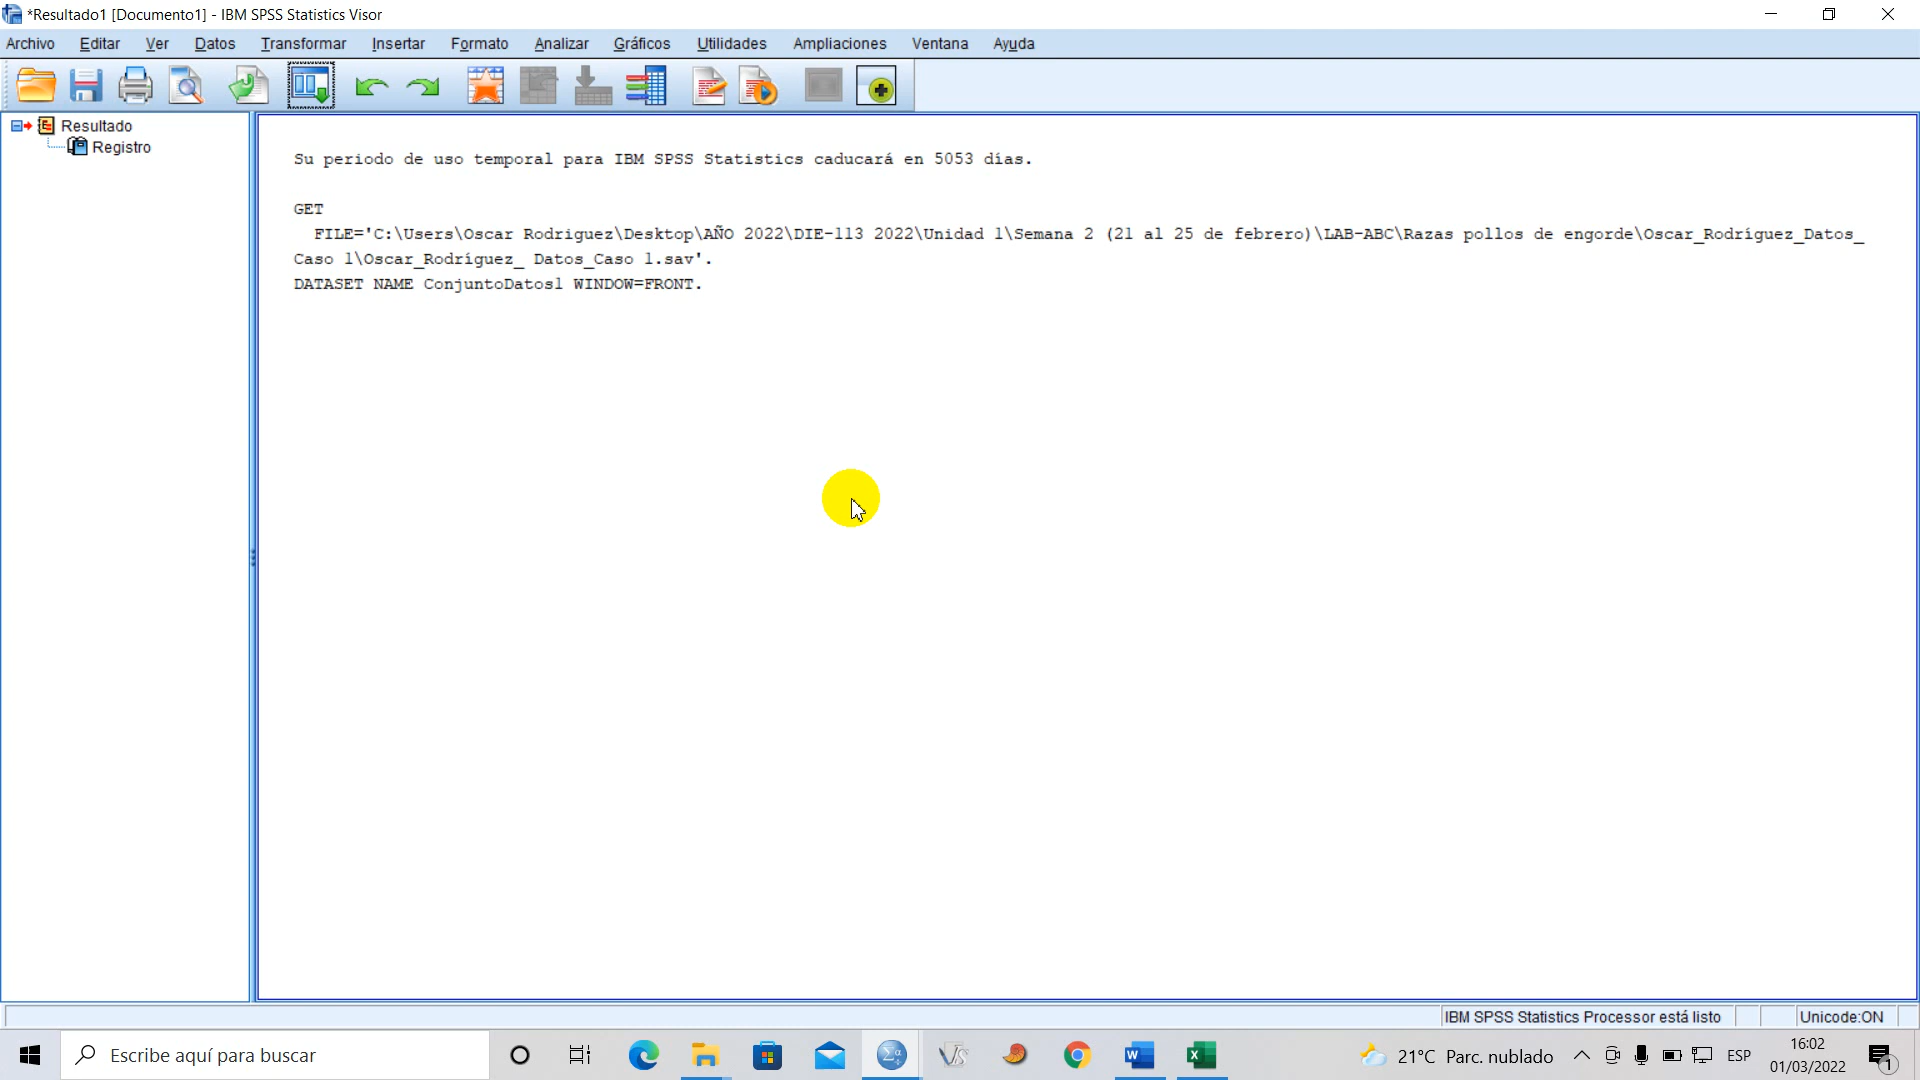 *Resultado1 [Documento1] - IBM SPSS Statistics Visor
Archivo Editar Ver Datos Transformar Insertar Formato Analizar Gráficos Utilidades Ampliaciones Ventana Ayuda
Resultado
Registro
Su periodo de uso temporal para IBM SPSS Statistics caducará en 5053 días.
GET
FILE='C:\Users\Oscar Rodriguez\Desktop\AÑO 2022\DIE-113 2022\Unidad 1\Semana 2 (21 al 25 de febrero)\LAB-ABC\Razas pollos de engorde\Oscar_Rodríguez_Datos_
Caso 1\Oscar_Rodríguez_ Datos_Caso 1.sav'.
DATASET NAME ConjuntoDatos1 WINDOW=FRONT.
IBM SPSS Statistics Processor está listo Unicode:ON
Escribe aquí para buscar
21°C Parc. nublado
ESP
16:02
01/03/2022
1